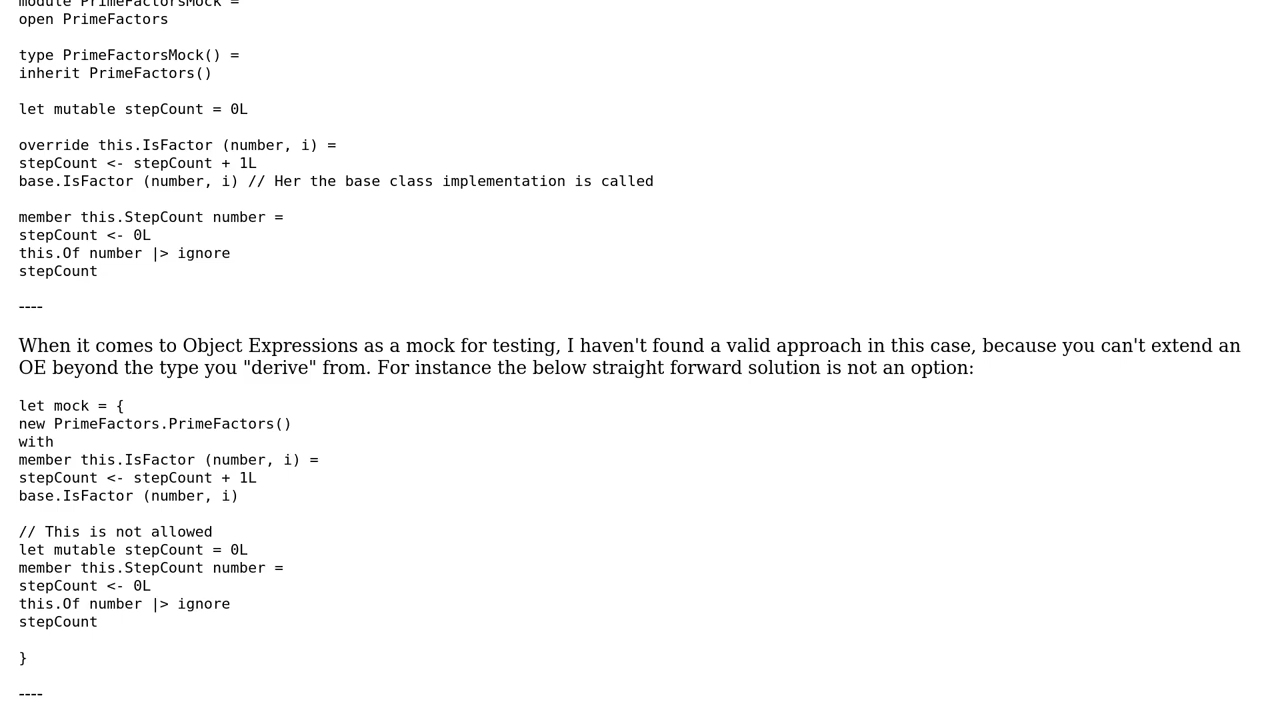 module PrimeFactorsMock =
open PrimeFactors
type PrimeFactorsMock() =
inherit PrimeFactors()
let mutable stepCount = 0L
override this.IsFactor (number, i) =
stepCount <- stepCount + 1L
base.IsFactor (number, i) // Her the base class implementation is called
member this.StepCount number =
stepCount <- 0L
this.Of number |> ignore
stepCount
----
When it comes to Object Expressions as a mock for testing, I haven't found a valid approach in this case, because you can't extend an
OE beyond the type you "derive" from. For instance the below straight forward solution is not an option:
let mock = {
new PrimeFactors.PrimeFactors()
with
member this.IsFactor (number, i) =
stepCount <- stepCount + 1L
base.IsFactor (number, i)
// This is not allowed
let mutable stepCount = 0L
member this.StepCount number =
stepCount <- 0L
this.Of number |> ignore
stepCount
}
----